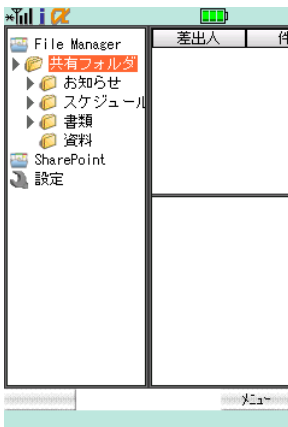 iα
File Manager
共有フォルダ
お知らせ
スケジュール
書類
資料
SharePoint
設定
差出人
件
ﾒﾆｭｰ